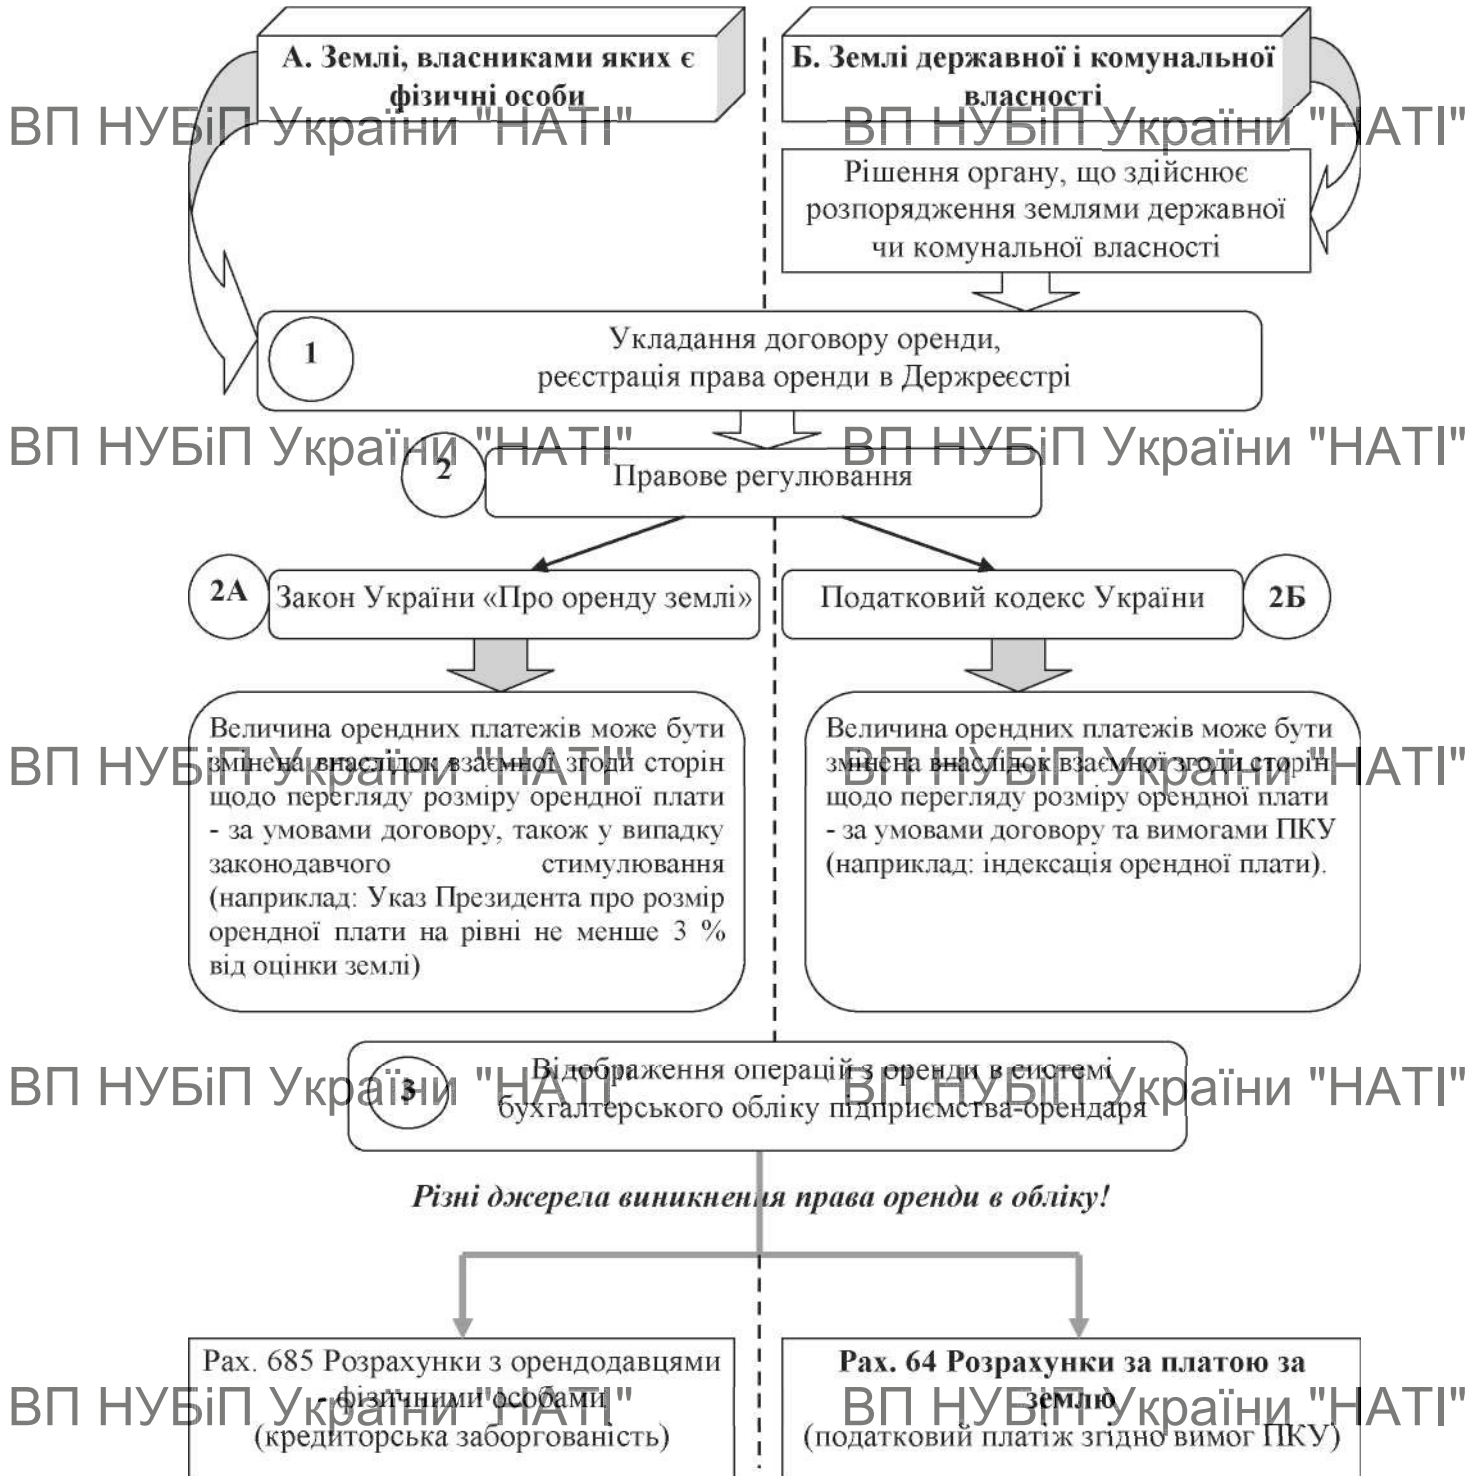 А. Землі, власниками яких є
фізичні особи
Б. Землі державної і комунальної
власності
ВП НУБіП України "НАТІ"
ВП НУБіП України "НАТІ"
Рішення органу, що здійснює
розпорядження землями державної
чи комунальної власності
1
Укладання договору оренди,
реєстрація права оренди в Держреєстрі
ВП НУБіП України "НАТІ"
ВП НУБіП України "НАТІ"
2
Правове регулювання
2А
Закон України «Про оренду землі»
Податковий кодекс України
2Б
Величина орендних платежів може бути
змінена внаслідок взаємної згоди сторін
щодо перегляду розміру орендної плати
- за умовами договору, також у випадку
законодавчого стимулювання
(наприклад: Указ Президента про розмір
орендної плати на рівні не менше 3 %
від оцінки землі)
Величина орендних платежів може бути
змінена внаслідок взаємної згоди сторін
щодо перегляду розміру орендної плати
- за умовами договору та вимогами ПКУ
(наприклад: індексація орендної плати).
ВП НУБіП України "НАТІ"
ВП НУБіП України "НАТІ"
3
Відображення операцій з оренди в системі
бухгалтерського обліку підприємства-орендаря
ВП НУБіП України "НАТІ"
ВП НУБіП України "НАТІ"
Різні джерела виникнення права оренди в обліку!
Рах. 685 Розрахунки з орендодавцями
- фізичними особами
(кредиторська заборгованість)
Рах. 64 Розрахунки за платою за
землю
(податковий платіж згідно вимог ПКУ)
ВП НУБіП України "НАТІ"
ВП НУБіП України "НАТІ"